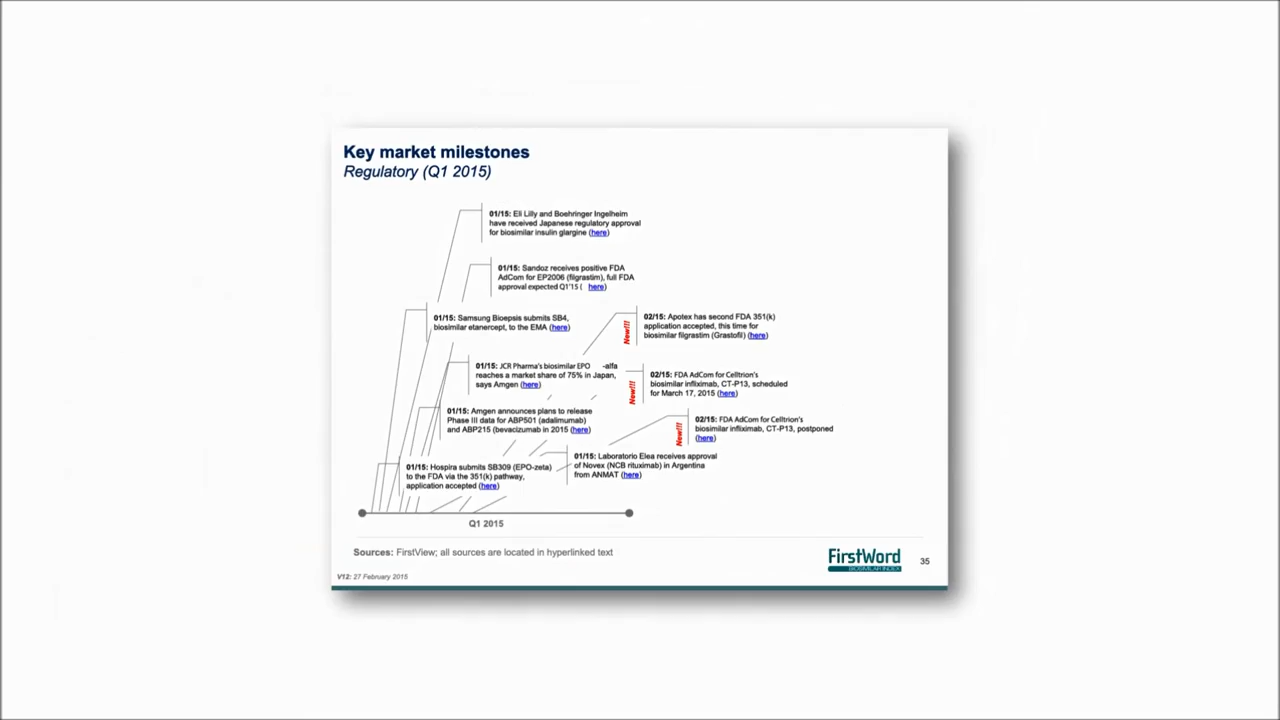 Key market milestones
Regulatory (Q1 2015)
01/15: Eli Lilly and Boehringer Ingelheim
have received Japanese regulatory approval
for biosimilar insulin glargine (here)
01/15: Sandoz receives positive FDA
AdCom for EP2006 (filgrastim), full FDA
approval expected Q1'15 ( here)
01/15: Samsung Bioepsis submits SB4,
biosimilar etanercept, to the EMA (here)
New!!!
02/15: Apotex has second FDA 351(k)
application accepted, this time for
biosimilar filgrastim (Grastofil) (here)
01/15: JCR Pharma's biosimilar EPO -alfa
reaches a market share of 75% in Japan,
says Amgen (here)
New!!!
02/15: FDA AdCom for Celltrion's
biosimilar infliximab, CT-P13, scheduled
for March 17, 2015 (here)
01/15: Amgen announces plans to release
Phase III data for ABP501 (adalimumab)
and ABP215 (bevacizumab in 2015 (here)
New!!!
02/15: FDA AdCom for Celltrion's
biosimilar infliximab, CT-P13, postponed
(here)
01/15: Hospira submits SB309 (EPO-zeta)
to the FDA via the 351(k) pathway,
application accepted (here)
01/15: Laboratorio Elea receives approval
of Novex (NCB rituximab) in Argentina
from ANMAT (here)
Q1 2015
Sources: FirstView; all sources are located in hyperlinked text
FirstWord
BIOSIMILAR INDEX
35
V12: 27 February 2015